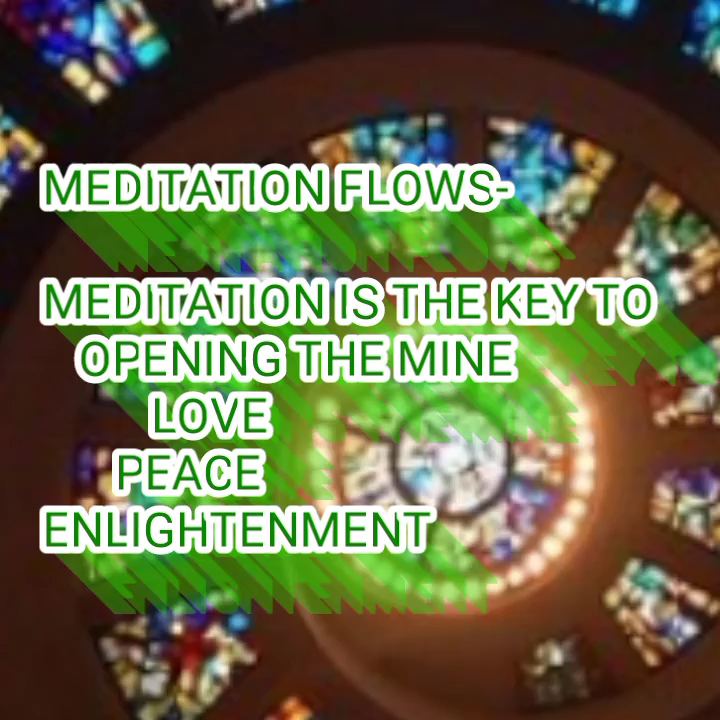 MEDITATION FLOWS-
MEDITATION IS THE KEY TO
OPENING THE MINE
LOVE
PEACE
ENLIGHTENMENT